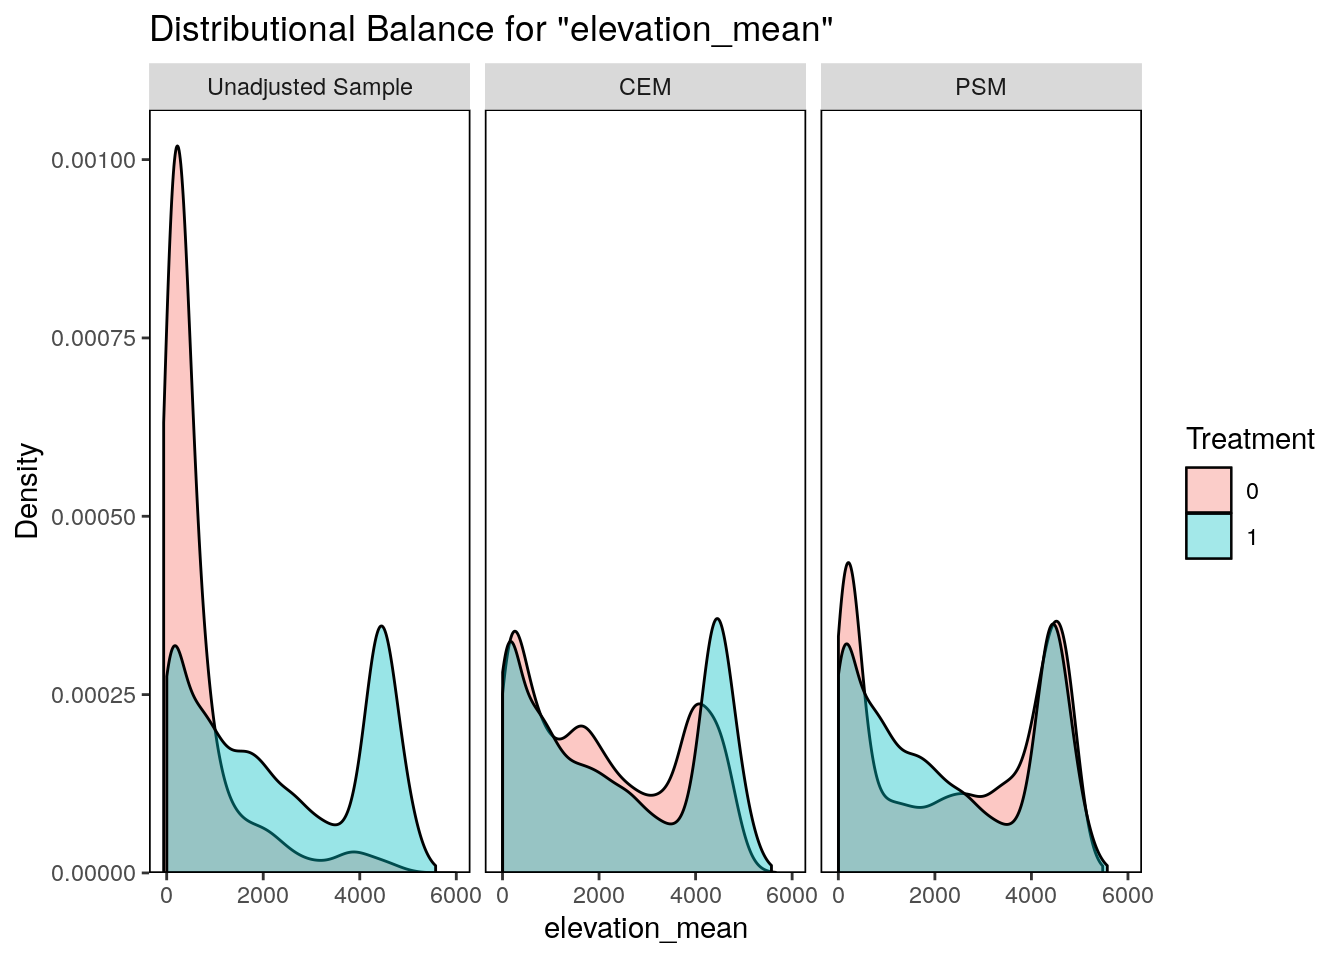 Distributional Balance for "elevation_mean"
Unadjusted Sample
CEM
PSM
0.00100
0.00075
0.00050
0.00025
0.00000
Density
0 2000 4000 6000
0 2000 4000 6000
0 2000 4000 6000
elevation_mean
Treatment
0
1